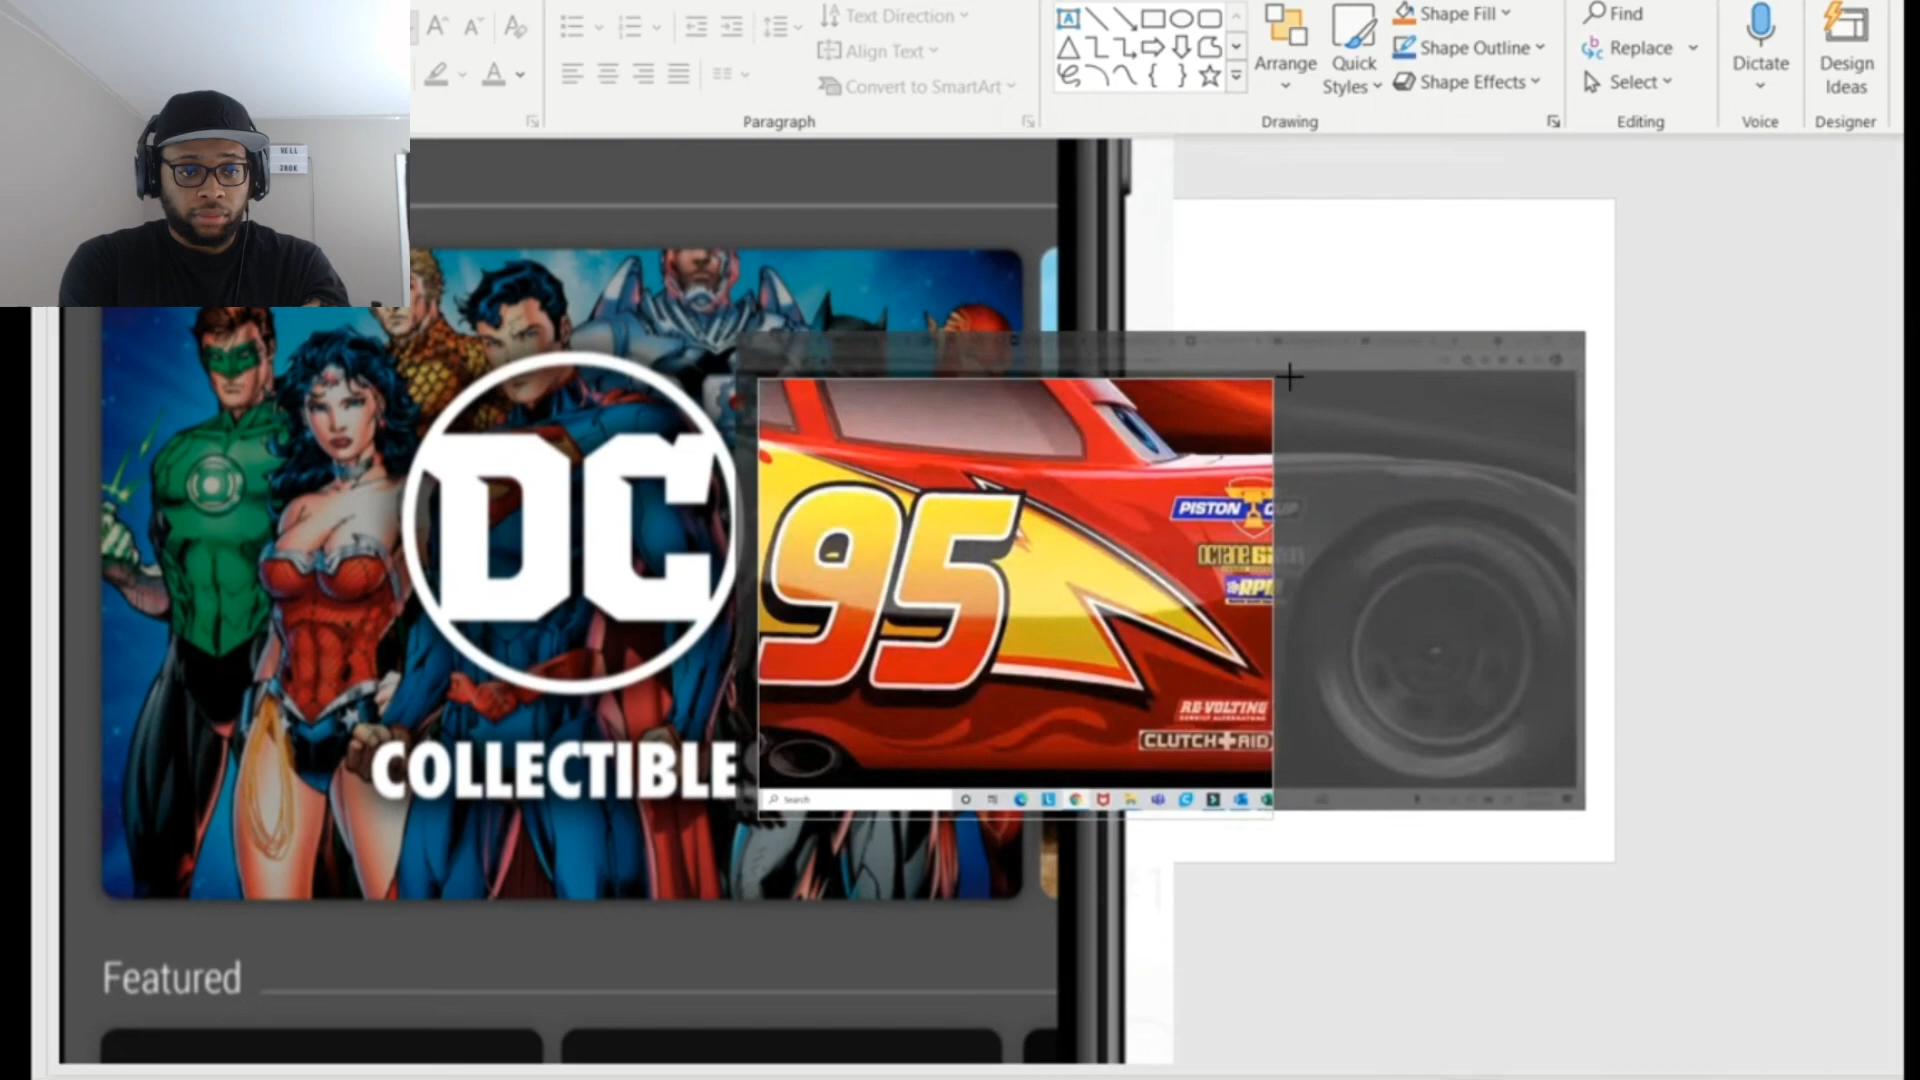 Text Direction
Align Text
Convert to SmartArt
Paragraph
Arrange
Quick Styles
Shape Fill
Shape Outline
Shape Effects
Drawing
Find
Replace
Select
Editing
Dictate
Voice
Design Ideas
Designer
DC
COLLECTIBLE
95
PISTON
RE-VOLTING
CLUTCH AID
Search
Featured